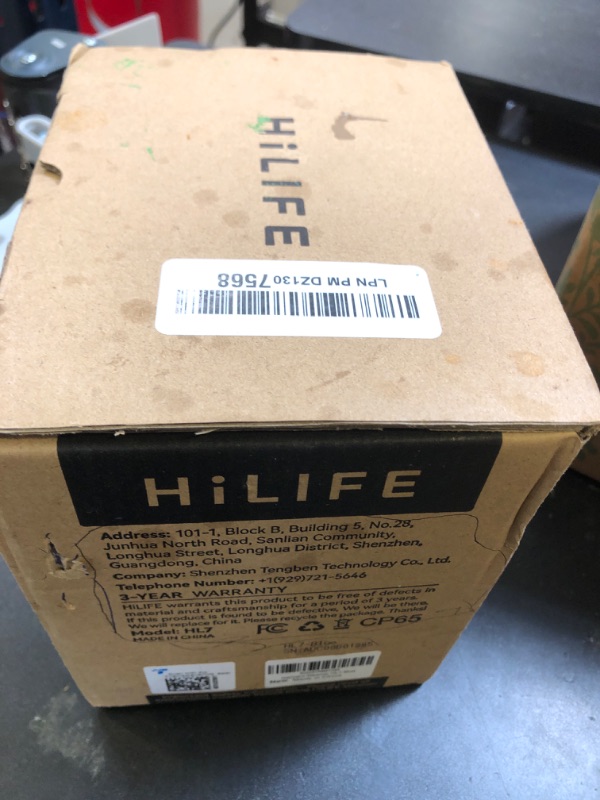 HiLIFE
LPN PM DZ1307568
HiLIFE
Address: 101-1, Block B, Building 5, No.28,
Junhua North Road, Sanlian Community,
Longhua Street, Longhua District, Shenzhen,
Guangdong, China
Company: Shenzhen Tengben Technology Co., Ltd.
Telephone Number: +1(929)721-5646
3-YEAR WARRANTY
HiLIFE warrants this product to be free of defects in
material and craftsmanship for a period of 3 years.
If this product is found to be defective, We will be there,
We will replace for it. Please recycle the package. Thanks!
Model: HL7
MADE IN CHINA
FC CP65